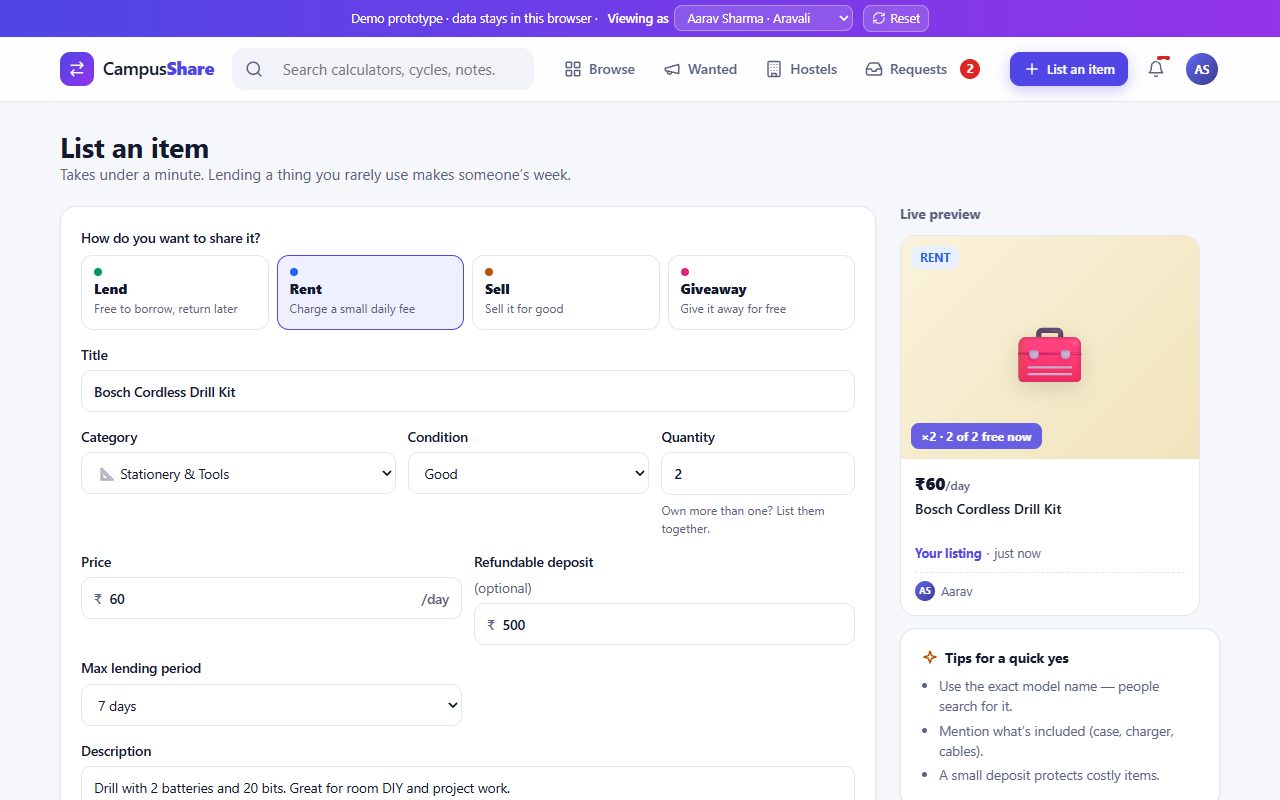 Demo prototype · data stays in this browser · Viewing as Aarav Sharma · Aravali Reset
CampusShare Search calculators, cycles, notes. Browse Wanted Hostels Requests 2 + List an item AS
List an item
Takes under a minute. Lending a thing you rarely use makes someone's week.
How do you want to share it?
Lend
Free to borrow, return later
Rent
Charge a small daily fee
Sell
Sell it for good
Giveaway
Give it away for free
Title
Bosch Cordless Drill Kit
Category
Stationery & Tools
Condition
Good
Quantity
2
Own more than one? List them
together.
Price
₹ 60 /day
Refundable deposit
(optional)
₹ 500
Max lending period
7 days
Description
Drill with 2 batteries and 20 bits. Great for room DIY and project work.
Live preview
RENT
×2 · 2 of 2 free now
₹60/day
Bosch Cordless Drill Kit
Your listing · just now
AS Aarav
Tips for a quick yes
• Use the exact model name — people
search for it.
• Mention what's included (case, charger,
cables).
• A small deposit protects costly items.